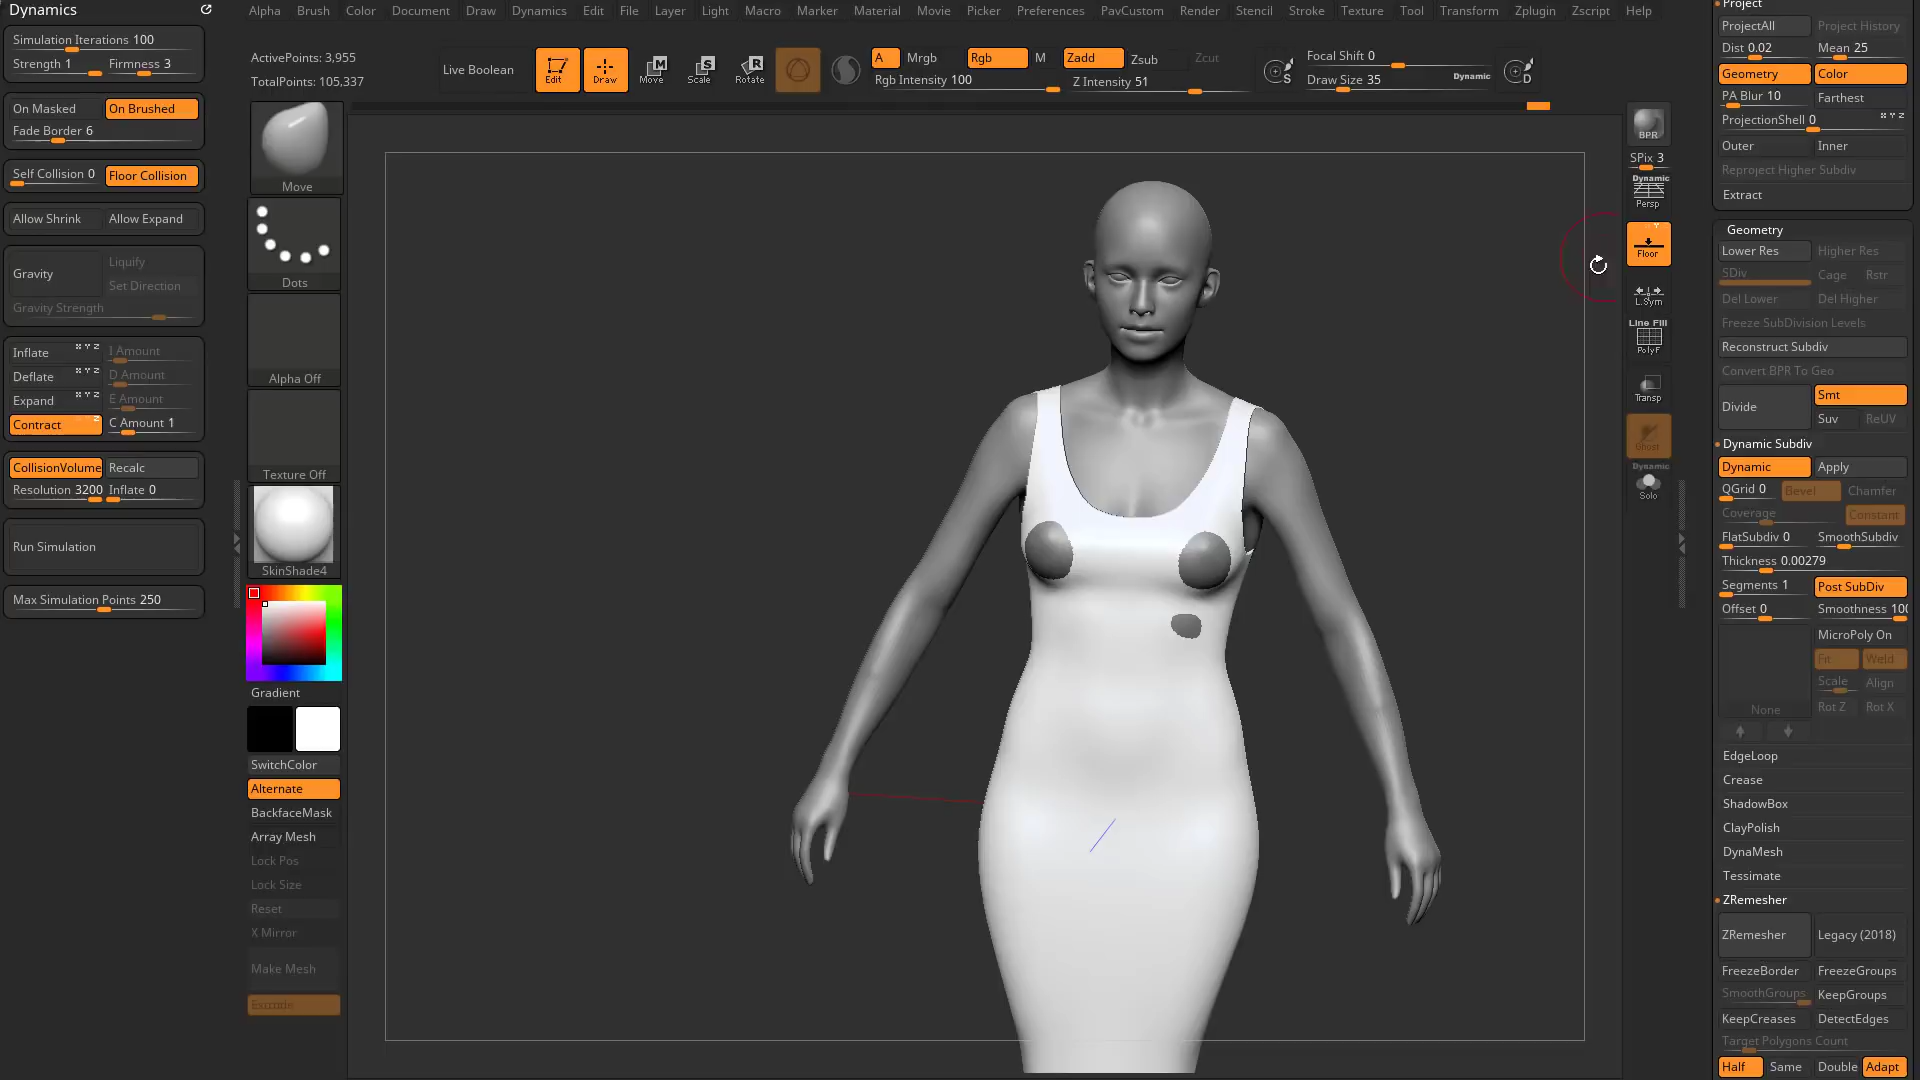 Dynamics
Simulation Iterations 100
Strength 1 Firmness 3
On Masked On Brushed
Fade Border 6
Self Collision 0 Floor Collision
Allow Shrink Allow Expand
Gravity Liquify
Set Direction
Gravity Strength
Inflate x Y Z I Amount
Deflate x Y Z D Amount
Expand x Y Z E Amount
Contract Z C Amount 1
CollisionVolume Recalc
Resolution 3200 Inflate 0
Run Simulation
Max Simulation Points 250
Alpha Brush Color Document Draw Dynamics Edit File Layer Light Macro Marker Material Movie Picker Preferences PavCustom Render Stencil Stroke Texture Tool Transform Zplugin Zscript Help
ActivePoints: 3,955
TotalPoints: 105,337
Live Boolean
Edit
Draw
M
Move
S
Scale
R
Rotate
A Mrgb Rgb M Zadd Zsub Zcut
Rgb Intensity 100 Z Intensity 51
S
Focal Shift 0
Draw Size 35 Dynamic
D
Move
Dots
Alpha Off
Texture Off
SkinShade4
Gradient
SwitchColor
Alternate
BackfaceMask
Array Mesh
Lock Pos
Lock Size
Reset
X Mirror
Make Mesh
Extrude
BPR
SPix 3
Dynamic
Persp
Floor
L.Sym
Line Fill
PolyF
Transp
Ghost
Dynamic
Solo
Project
ProjectAll Project History
Dist 0.02 Mean 25
Geometry Color
PA Blur 10 Farthest
ProjectionShell 0 X Y Z
Outer Inner
Reproject Higher Subdiv
Extract
Geometry
Lower Res Higher Res
SDiv Cage Rstr
Del Lower Del Higher
Freeze SubDivision Levels
Reconstruct Subdiv
Convert BPR To Geo
Divide Smt
Suv ReUV
Dynamic Subdiv
Dynamic Apply
QGrid 0 Bevel Chamfer
Coverage Constant
FlatSubdiv 0 SmoothSubdiv
Thickness 0.00279
Segments 1 Post SubDiv
Offset 0 Smoothness 100
MicroPoly On
Fit Weld
Scale Align
None Rot Z Rot X
EdgeLoop
Crease
ShadowBox
ClayPolish
DynaMesh
Tessimate
ZRemesher
ZRemesher Legacy (2018)
FreezeBorder FreezeGroups
SmoothGroups KeepGroups
KeepCreases DetectEdges
Target Polygons Count
Half Same Double Adapt